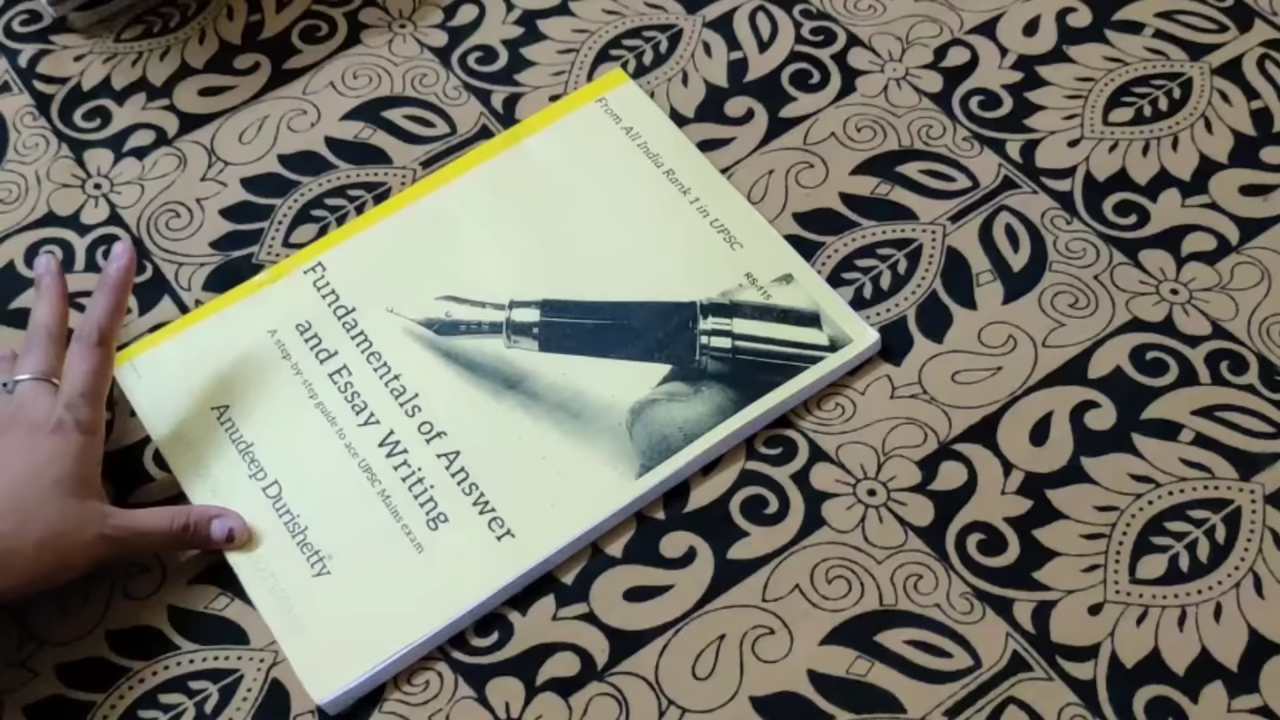 From All India Rank 1 in UPSC
RS-115
Fundamentals of Answer
and Essay Writing
A step-by-step guide to ace UPSC Mains exam
Anudeep Durishetty